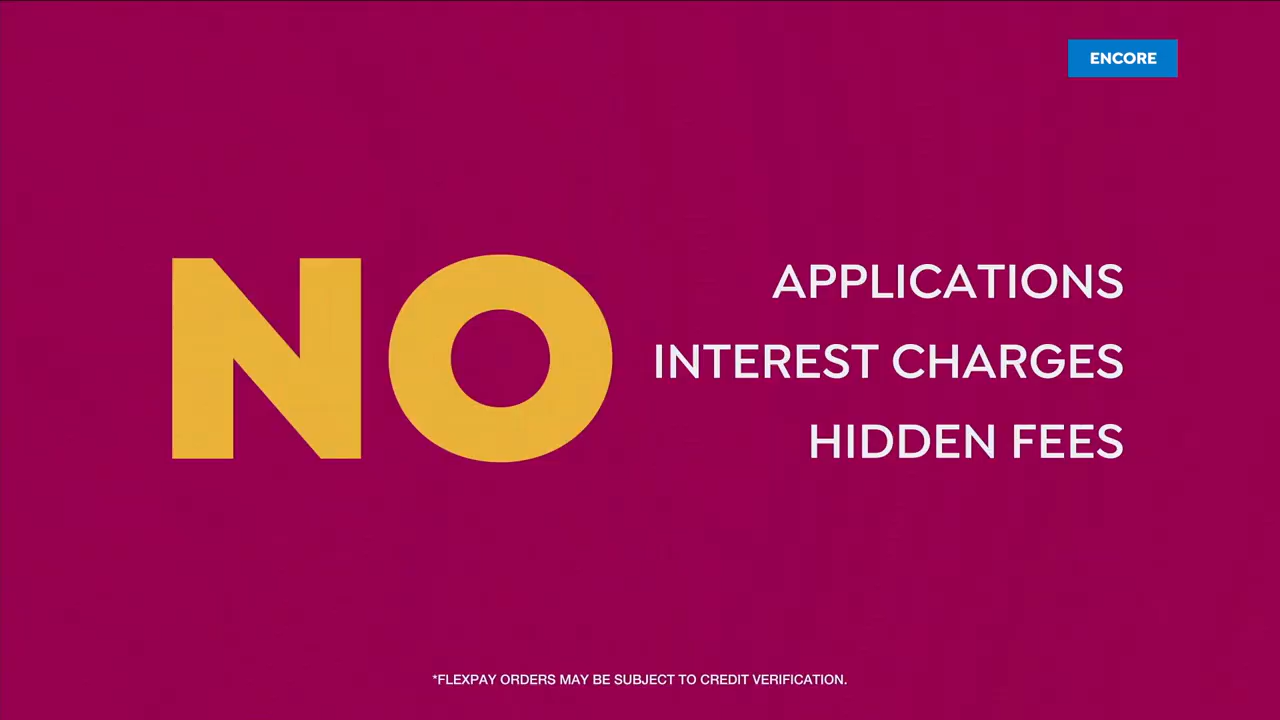 ENCORE
NO
APPLICATIONS
INTEREST CHARGES
HIDDEN FEES
*FLEXPAY ORDERS MAY BE SUBJECT TO CREDIT VERIFICATION.